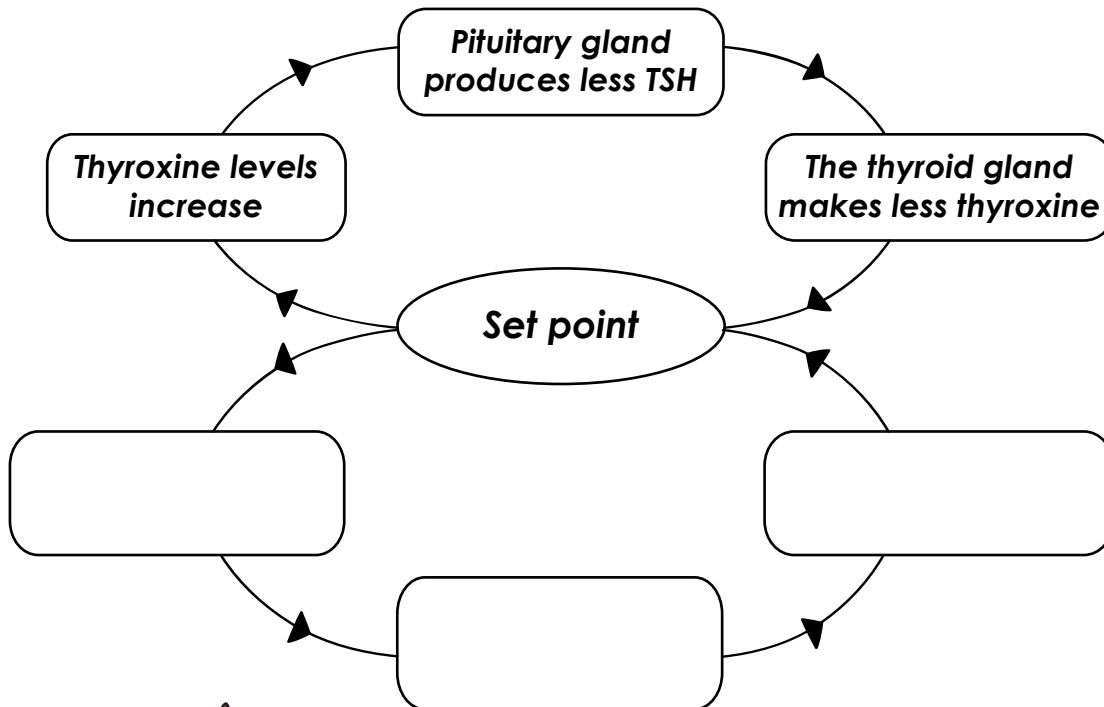 Pituitary gland
produces less TSH
Thyroxine levels
increase
The thyroid gland
makes less thyroxine
Set point